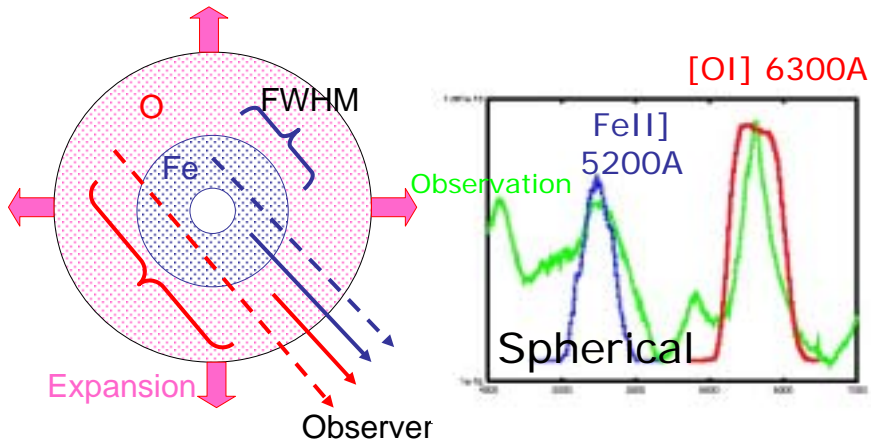 O
FWHM
Fe
Expansion
Observer
[OI] 6300A
FeII]
5200A
Observation
Spherical